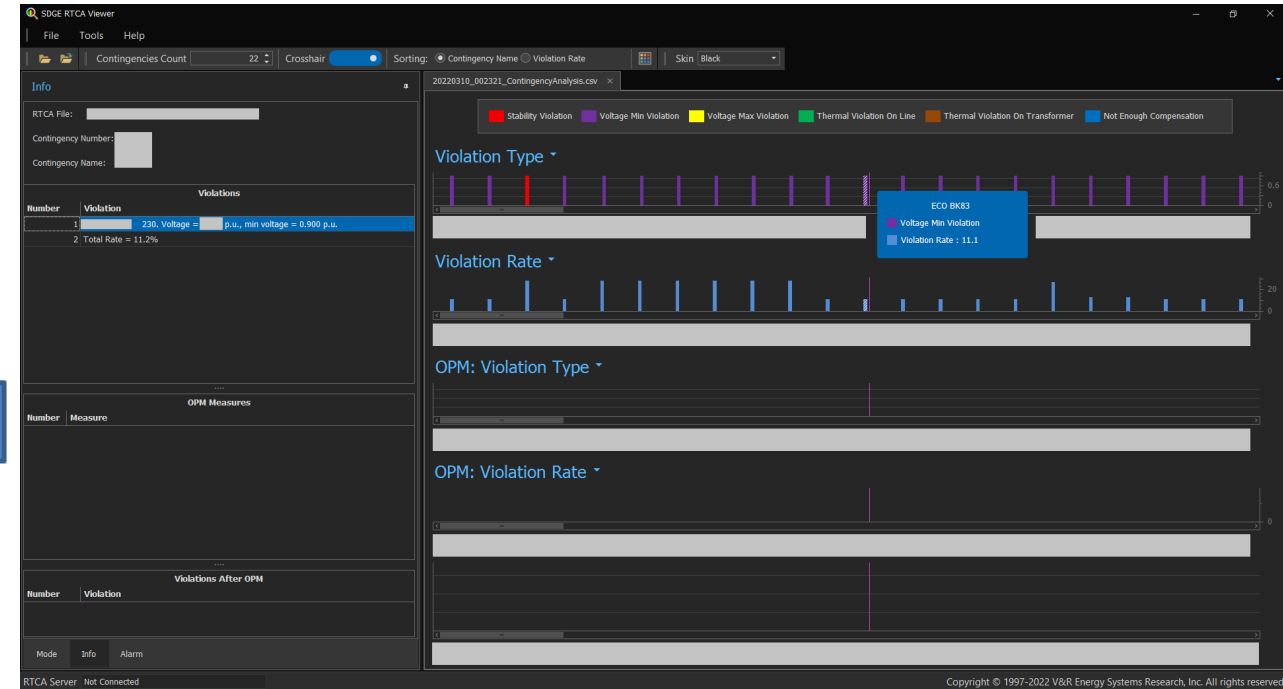 SDGE RTCA Viewer
File Tools Help
Contingencies Count 22 Crosshair Sorting: Contingency Name Violation Rate Skin Black
Info
RTCA File:
Contingency Number:
Contingency Name:
Violations
Number Violation
1 230. Voltage = p.u., min voltage = 0.900 p.u.
2 Total Rate = 11.2%
OPM Measures
Number Measure
Violations After OPM
Number Violation
Mode Info Alarm
20220310_002321_ContingencyAnalysis.csv
Stability Violation Voltage Min Violation Voltage Max Violation Thermal Violation On Line Thermal Violation On Transformer Not Enough Compensation
Violation Type
0.6
0
ECO BK83
Voltage Min Violation
Violation Rate : 11.1
Violation Rate
20
0
OPM: Violation Type
OPM: Violation Rate
0
RTCA Server Not Connected
Copyright © 1997-2022 V&R Energy Systems Research, Inc. All rights reserved